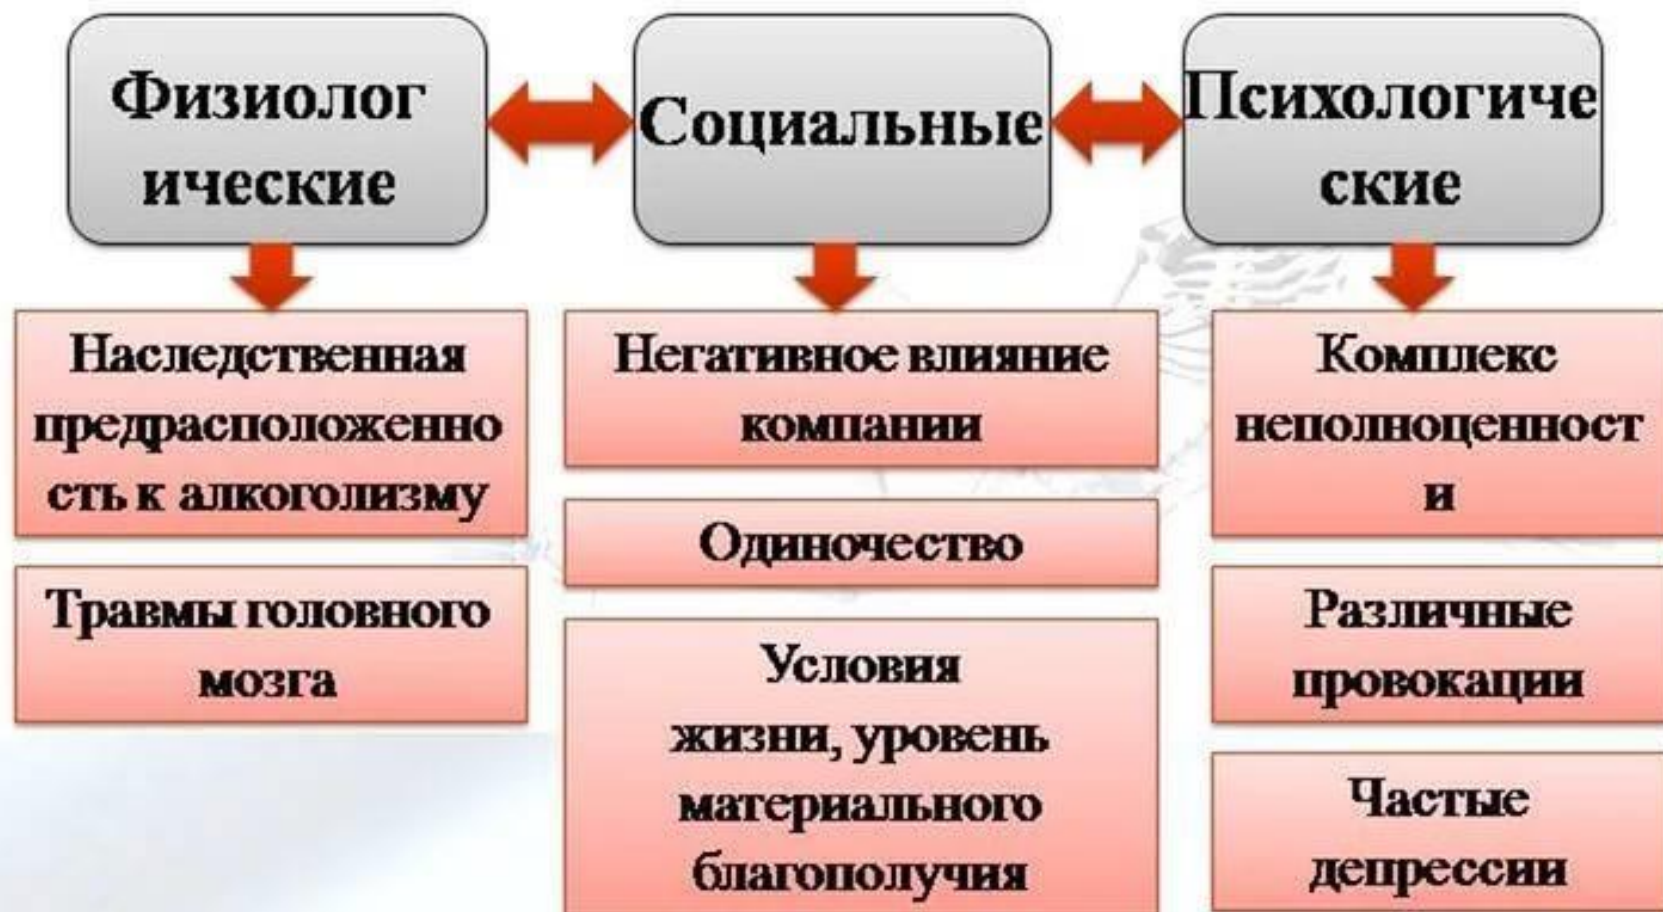 Физиолог
ические
Социальные
Психологиче
ские
Наследственная
предрасположенно
сть к алкоголизму
Травмы головного
мозга
Негативное влияние
компании
Одиночество
Условия
жизни, уровень
материального
благополучия
Комплекс
неполноценност
и
Различные
провокации
Частые
депрессии